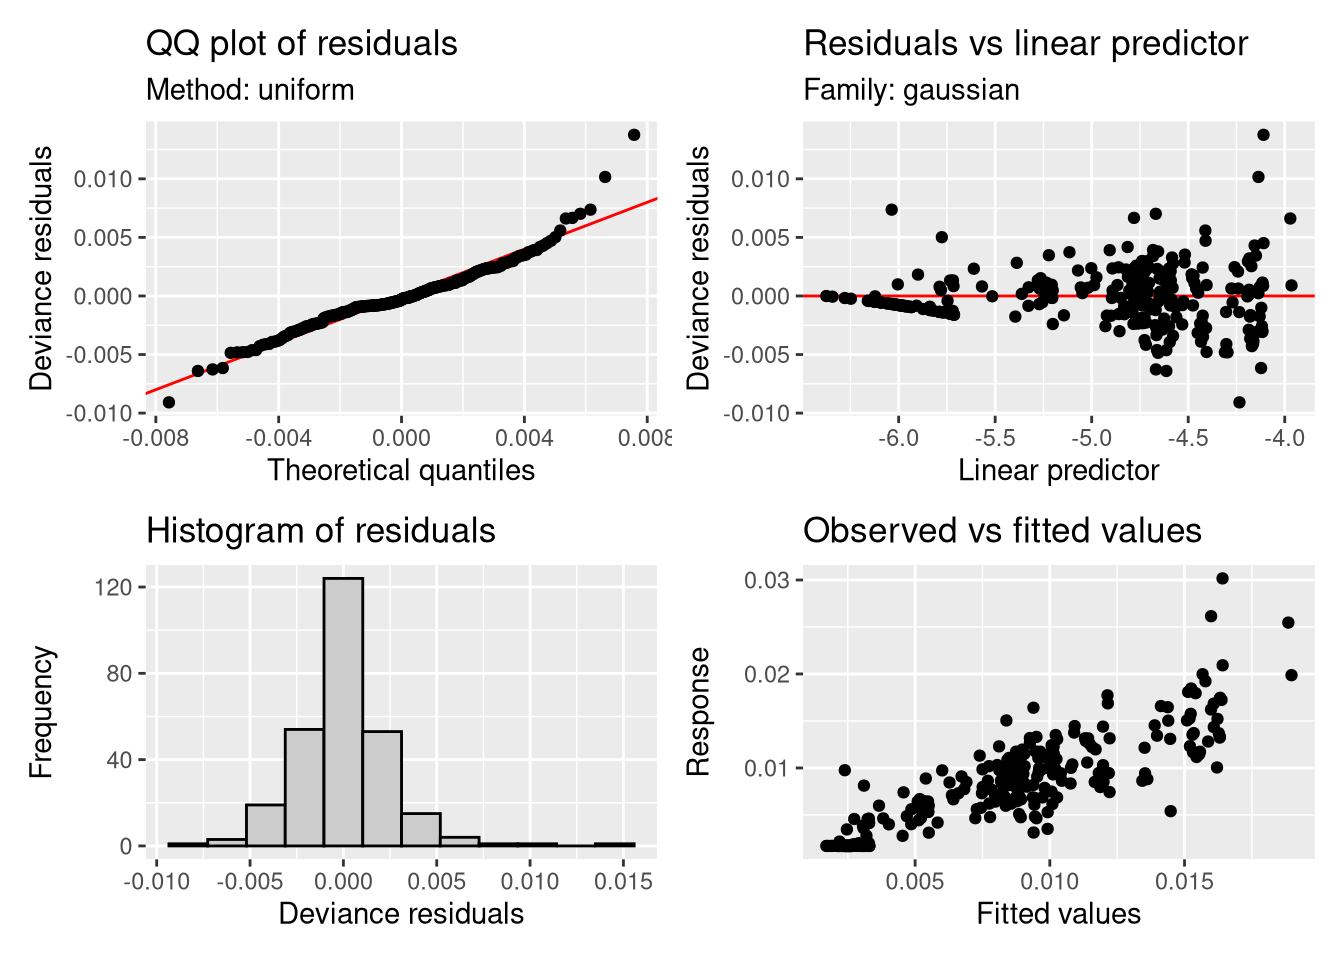 QQ plot of residuals
Method: uniform
Deviance residuals
0.010
0.005
0.000
-0.005
-0.010
-0.008
-0.004
0.000
0.004
0.008
Theoretical quantiles
Residuals vs linear predictor
Family: gaussian
Deviance residuals
0.010
0.005
0.000
-0.005
-0.010
-6.0
-5.5
-5.0
-4.5
-4.0
Linear predictor
Histogram of residuals
Frequency
120
80
40
0
-0.010
-0.005
0.000
0.005
0.010
0.015
Deviance residuals
Observed vs fitted values
Response
0.03
0.02
0.01
0.005
0.010
0.015
Fitted values